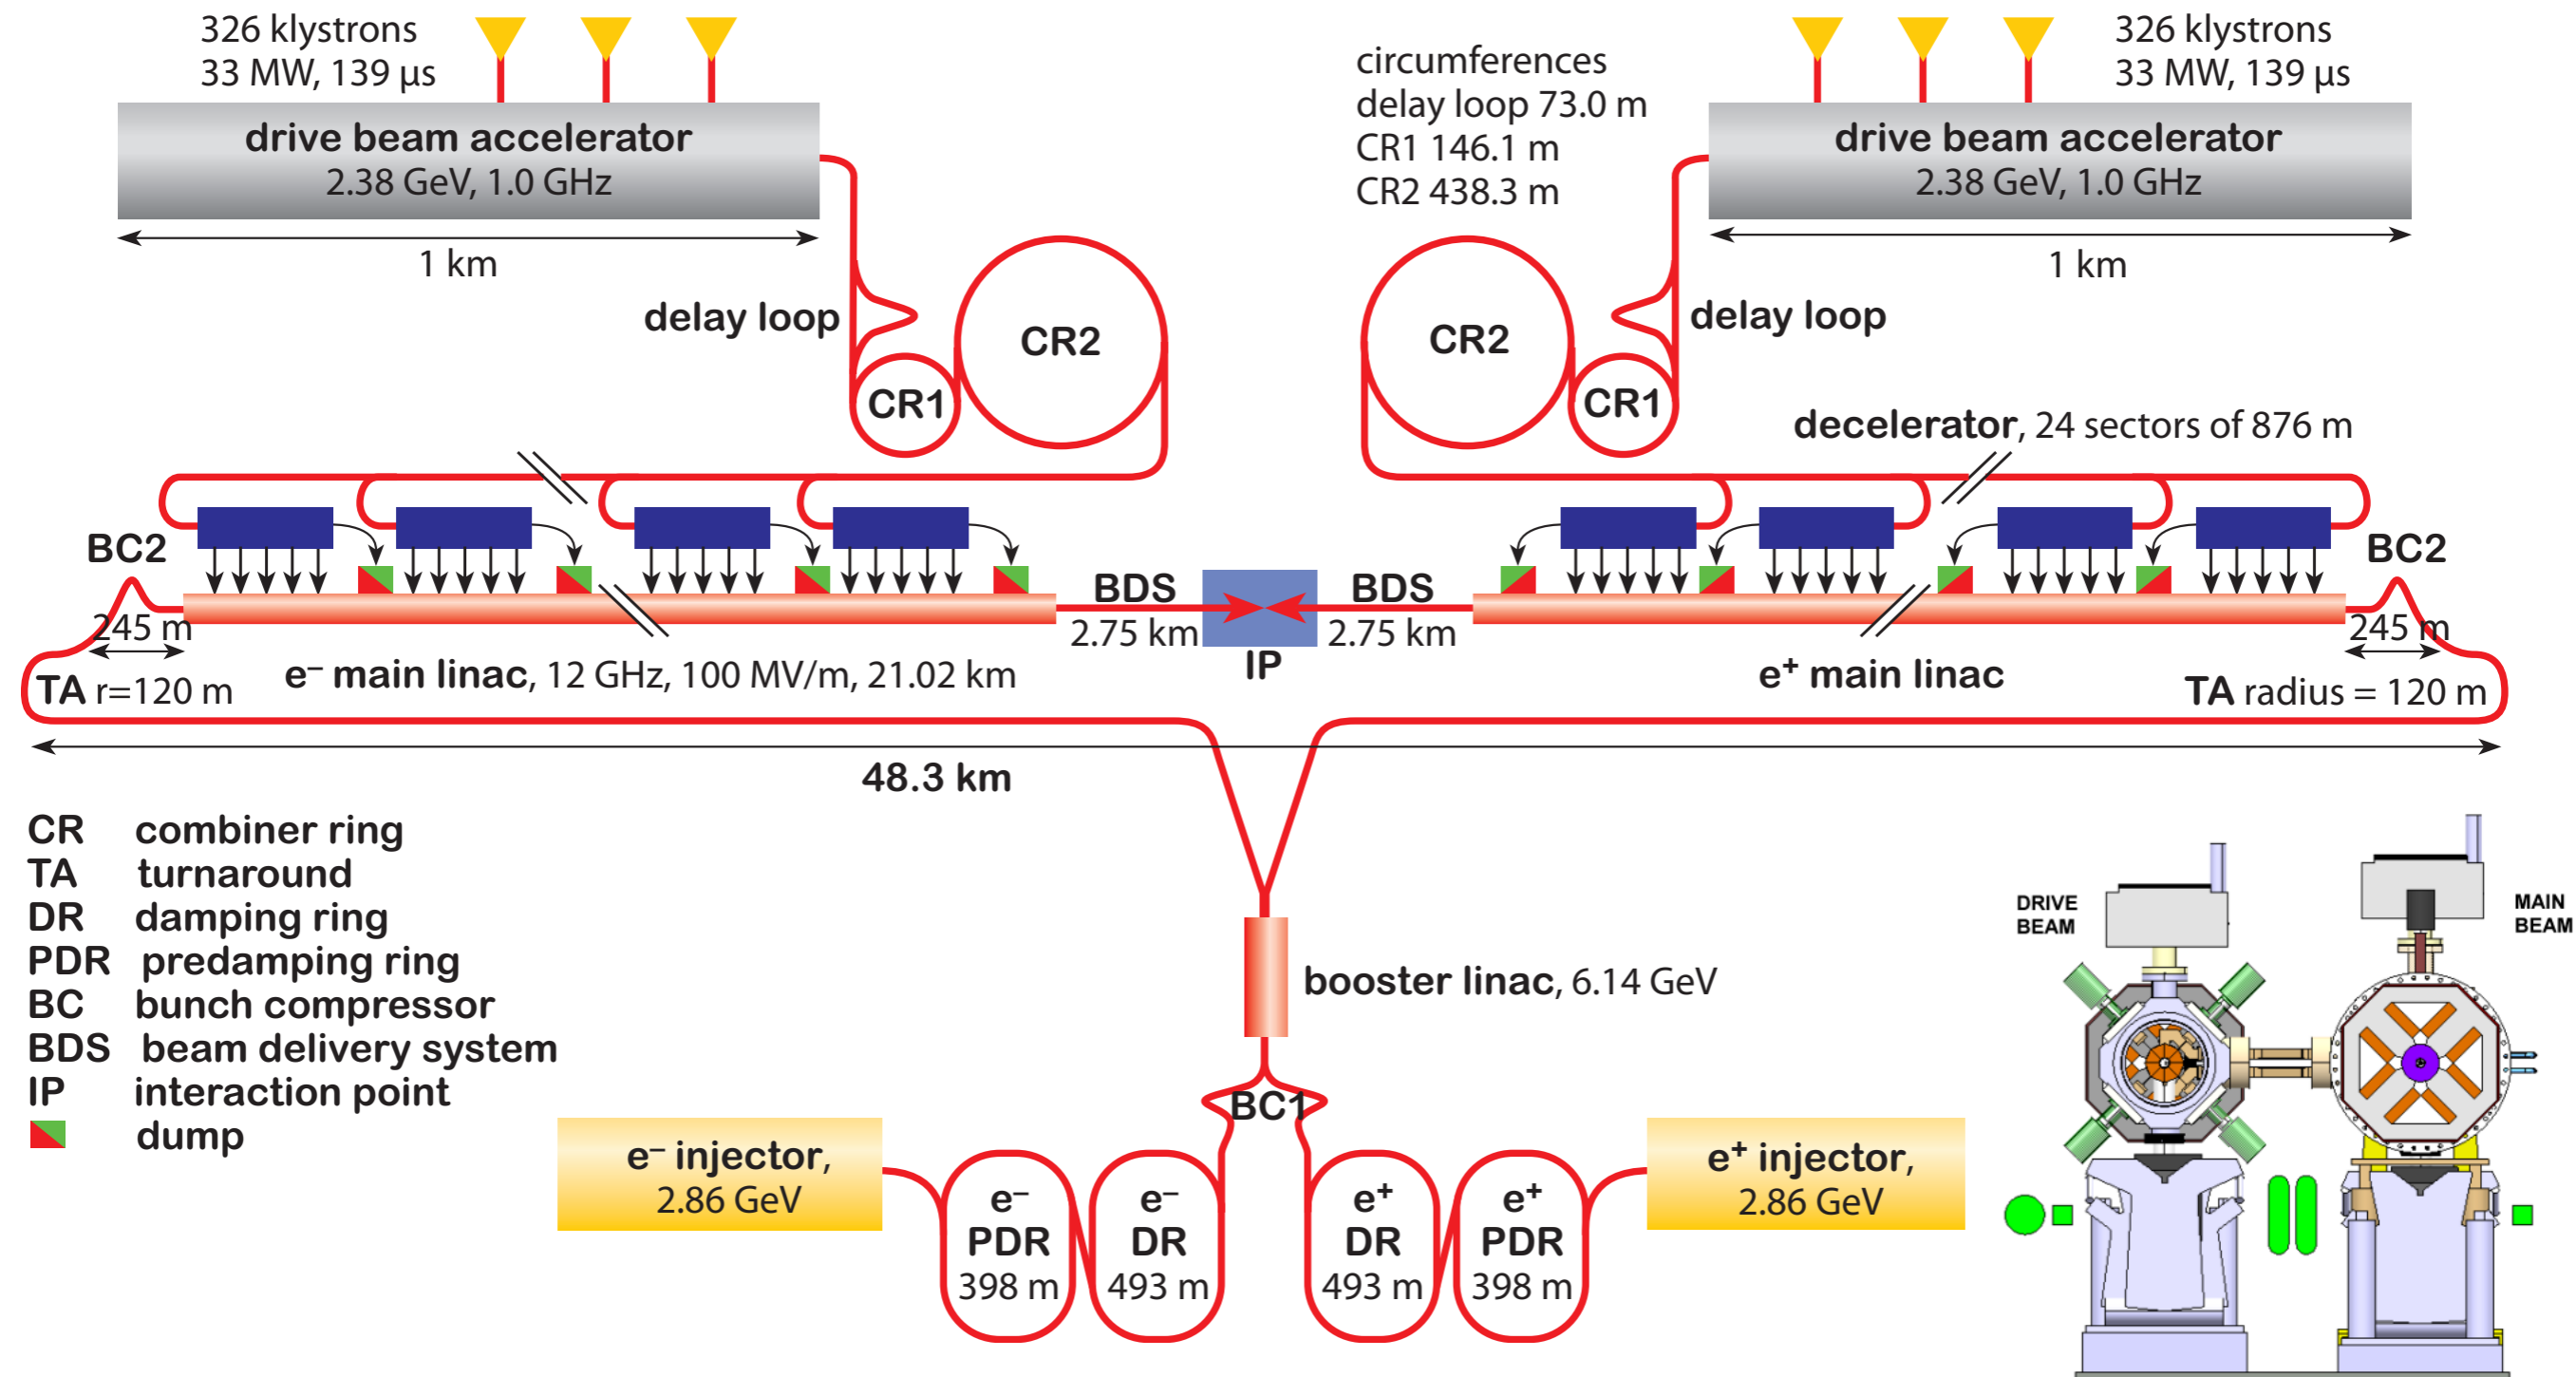 326 klystrons
33 MW, 139 µs
drive beam accelerator
2.38 GeV, 1.0 GHz
1 km
circumferences
delay loop 73.0 m
CR1 146.1 m
CR2 438.3 m
326 klystrons
33 MW, 139 µs
drive beam accelerator
2.38 GeV, 1.0 GHz
1 km
delay loop
CR1
CR2
CR2
CR1
delay loop
decelerator, 24 sectors of 876 m
BC2
245 m
BDS
2.75 km
IP
BDS
2.75 km
BC2
245 m
TA r=120 m
e– main linac, 12 GHz, 100 MV/m, 21.02 km
e+ main linac
TA radius = 120 m
48.3 km
CR combiner ring
TA turnaround
DR damping ring
PDR predamping ring
BC bunch compressor
BDS beam delivery system
IP interaction point
dump
booster linac, 6.14 GeV
BC1
e– injector,
2.86 GeV
e–
PDR
398 m
e–
DR
493 m
e+
DR
493 m
e+
PDR
398 m
e+ injector,
2.86 GeV
DRIVE
BEAM
MAIN
BEAM